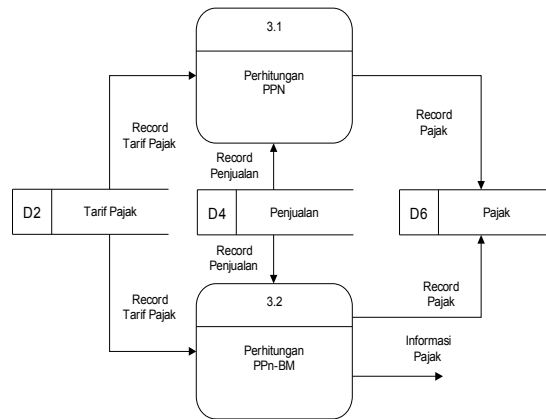 3.1
Perhitungan
PPN
Record
Tarif Pajak
Record
Pajak
Record
Penjualan
D2
Tarif Pajak
D4
Penjualan
D6
Pajak
Record
Penjualan
Record
Tarif Pajak
3.2
Perhitungan
PPn-BM
Record
Pajak
Informasi
Pajak